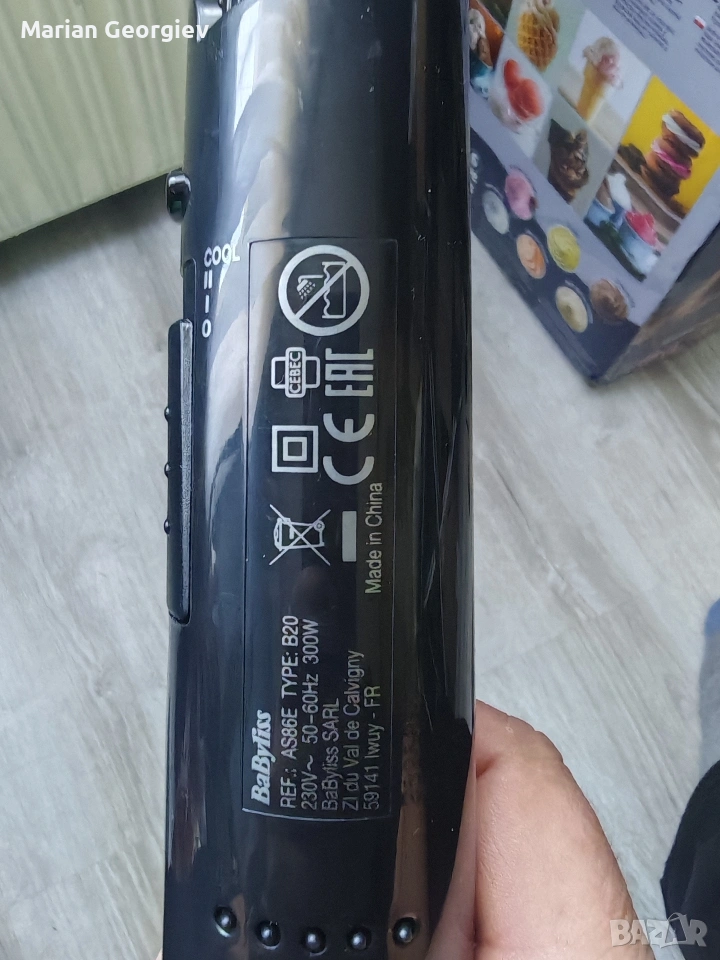 Marian Georgiev
COOL
O I II
CEBEC
EAC
CE
Made in China
BaByliss
REF.: AS86E TYPE: B20
230V~ 50-60Hz 300W
BaByliss SARL
ZI du Val de Calvigny
59141 Iwuy - FR
BAZAR